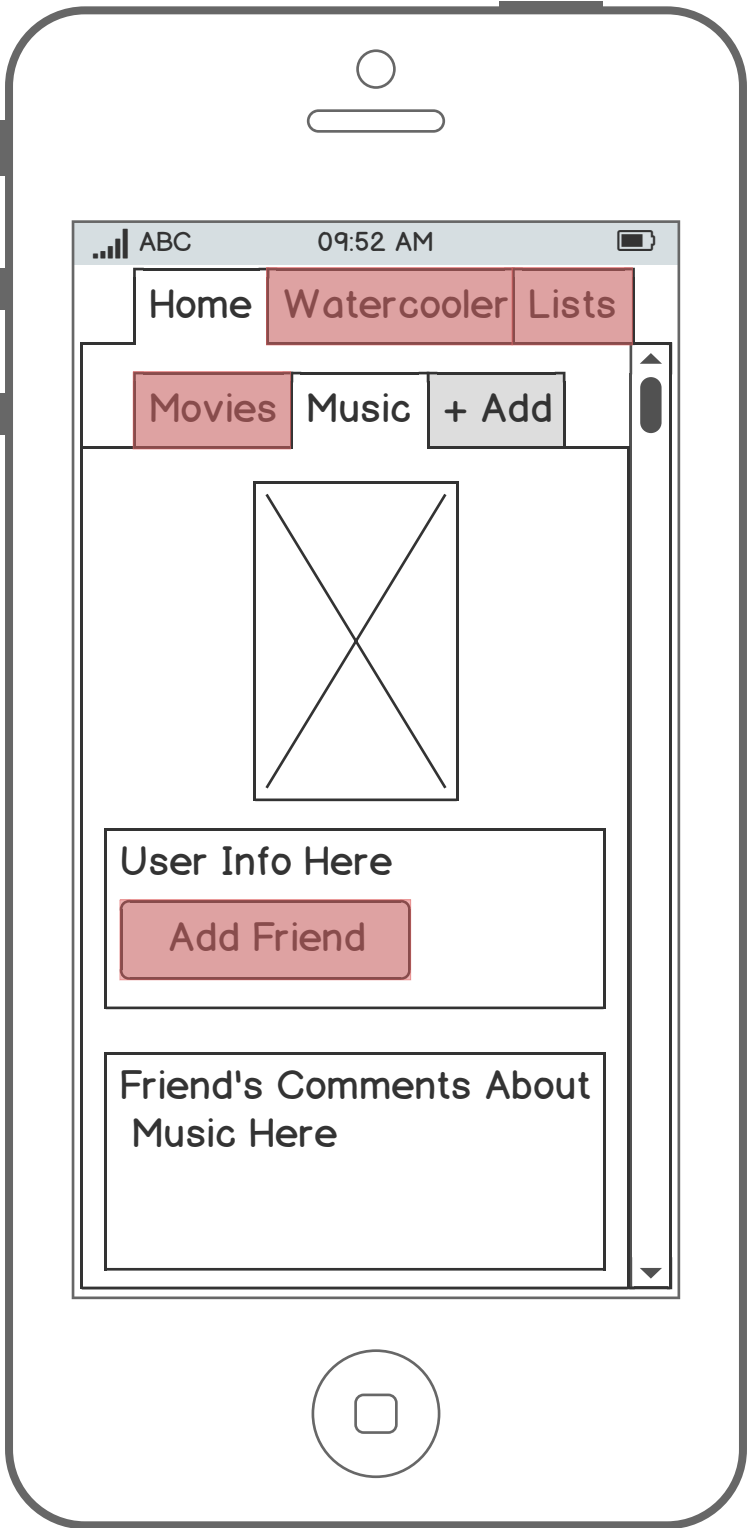 ABC 09:52 AM
Home Watercooler Lists
Movies Music + Add
User Info Here
Add Friend
Friend's Comments About
Music Here